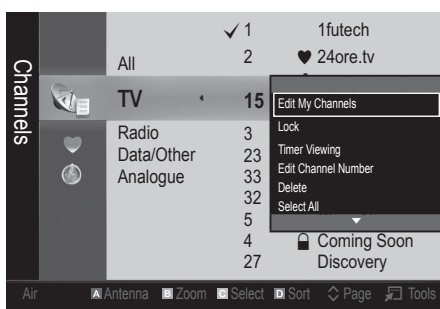 Channels
All
TV
Radio
Data/Other
Analogue
✓ 1 1futech
2 ♥ 24ore.tv
15
3
23
33
32
5
4 Coming Soon
27 Discovery
Edit My Channels
Lock
Timer Viewing
Edit Channel Number
Delete
Select All
Air A Antenna B Zoom C Select D Sort Page Tools